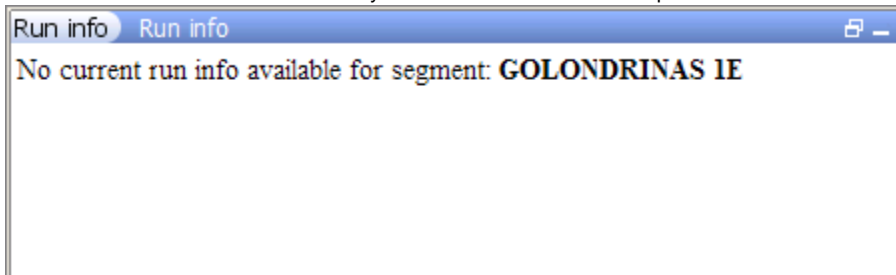 Run info Run info
No current run info available for segment: GOLONDRINAS 1E